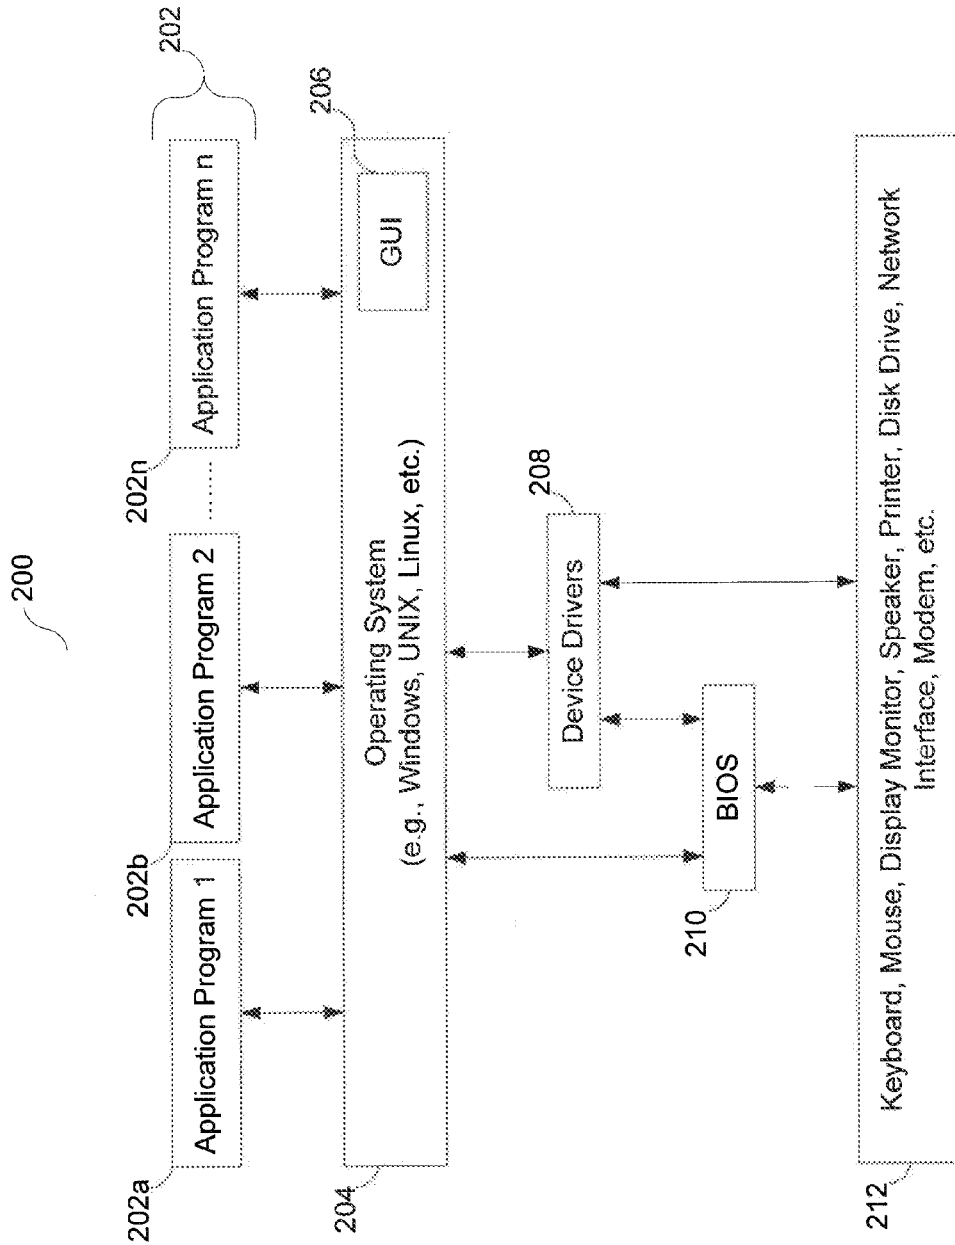 200
202
202a
Application Program 1
202b
Application Program 2
202n
Application Program n
204
Operating System
(e.g., Windows, UNIX, Linux, etc.)
206
GUI
208
Device Drivers
210
BIOS
212
Keyboard, Mouse, Display Monitor, Speaker, Printer, Disk Drive, Network
Interface, Modem, etc.